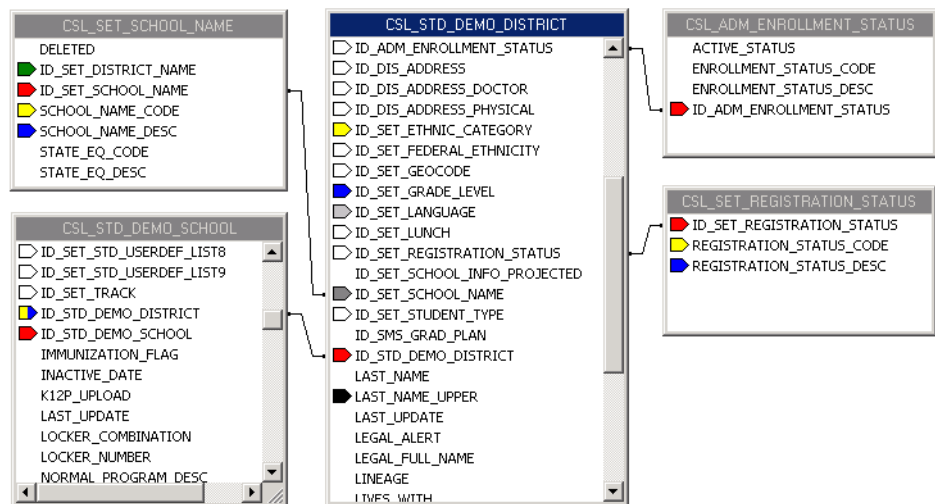 CSL_SET_SCHOOL_NAME
DELETED
ID_SET_DISTRICT_NAME
ID_SET_SCHOOL_NAME
SCHOOL_NAME_CODE
SCHOOL_NAME_DESC
STATE_EQ_CODE
STATE_EQ_DESC
CSL_STD_DEMO_SCHOOL
ID_SET_STD_USERDEF_LIST8
ID_SET_STD_USERDEF_LIST9
ID_SET_TRACK
ID_STD_DEMO_DISTRICT
ID_STD_DEMO_SCHOOL
IMMUNIZATION_FLAG
INACTIVE_DATE
K12P_UPLOAD
LAST_UPDATE
LOCKER_COMBINATION
LOCKER_NUMBER
NORMAL_PROGRAM_DESC
CSL_STD_DEMO_DISTRICT
ID_ADM_ENROLLMENT_STATUS
ID_DIS_ADDRESS
ID_DIS_ADDRESS_DOCTOR
ID_DIS_ADDRESS_PHYSICAL
ID_SET_ETHNIC_CATEGORY
ID_SET_FEDERAL_ETHNICITY
ID_SET_GEOCODE
ID_SET_GRADE_LEVEL
ID_SET_LANGUAGE
ID_SET_LUNCH
ID_SET_REGISTRATION_STATUS
ID_SET_SCHOOL_INFO_PROJECTED
ID_SET_SCHOOL_NAME
ID_SET_STUDENT_TYPE
ID_SMS_GRAD_PLAN
ID_STD_DEMO_DISTRICT
LAST_NAME
LAST_NAME_UPPER
LAST_UPDATE
LEGAL_ALERT
LEGAL_FULL_NAME
LINEAGE
LIVES_WITH
CSL_ADM_ENROLLMENT_STATUS
ACTIVE_STATUS
ENROLLMENT_STATUS_CODE
ENROLLMENT_STATUS_DESC
ID_ADM_ENROLLMENT_STATUS
CSL_SET_REGISTRATION_STATUS
ID_SET_REGISTRATION_STATUS
REGISTRATION_STATUS_CODE
REGISTRATION_STATUS_DESC